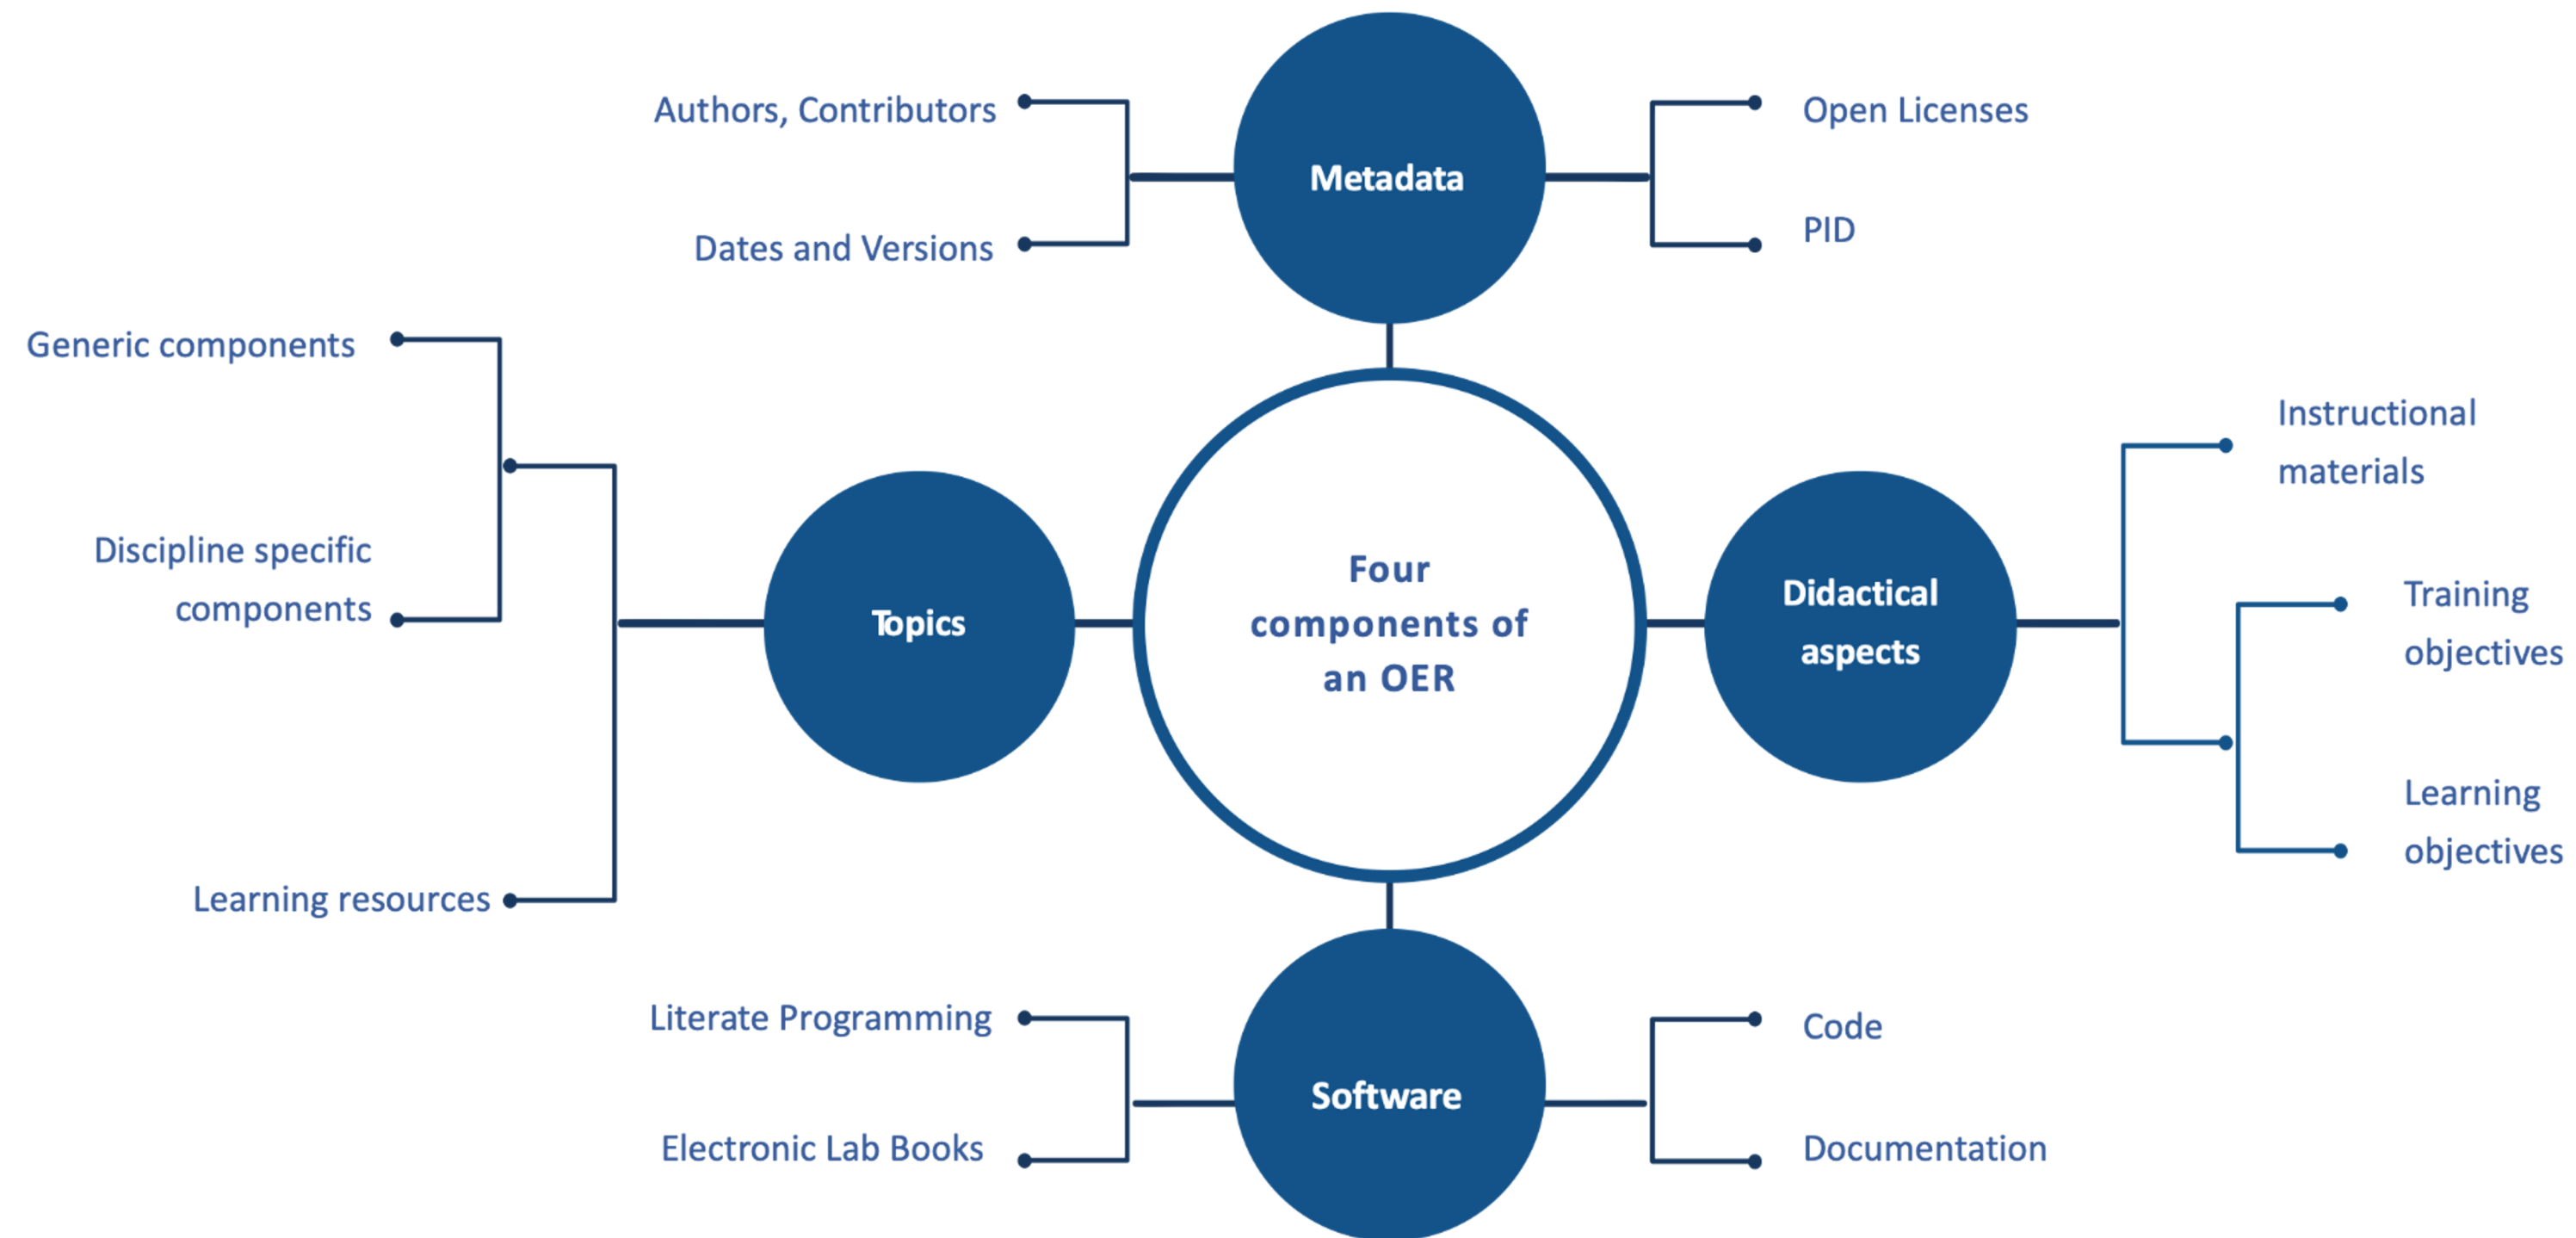 Metadata
Authors, Contributors
Dates and Versions
Open Licenses
PID
Generic components
Discipline specific
components
Learning resources
Topics
Four
components of
an OER
Didactical
aspects
Instructional
materials
Training
objectives
Learning
objectives
Software
Literate Programming
Electronic Lab Books
Code
Documentation